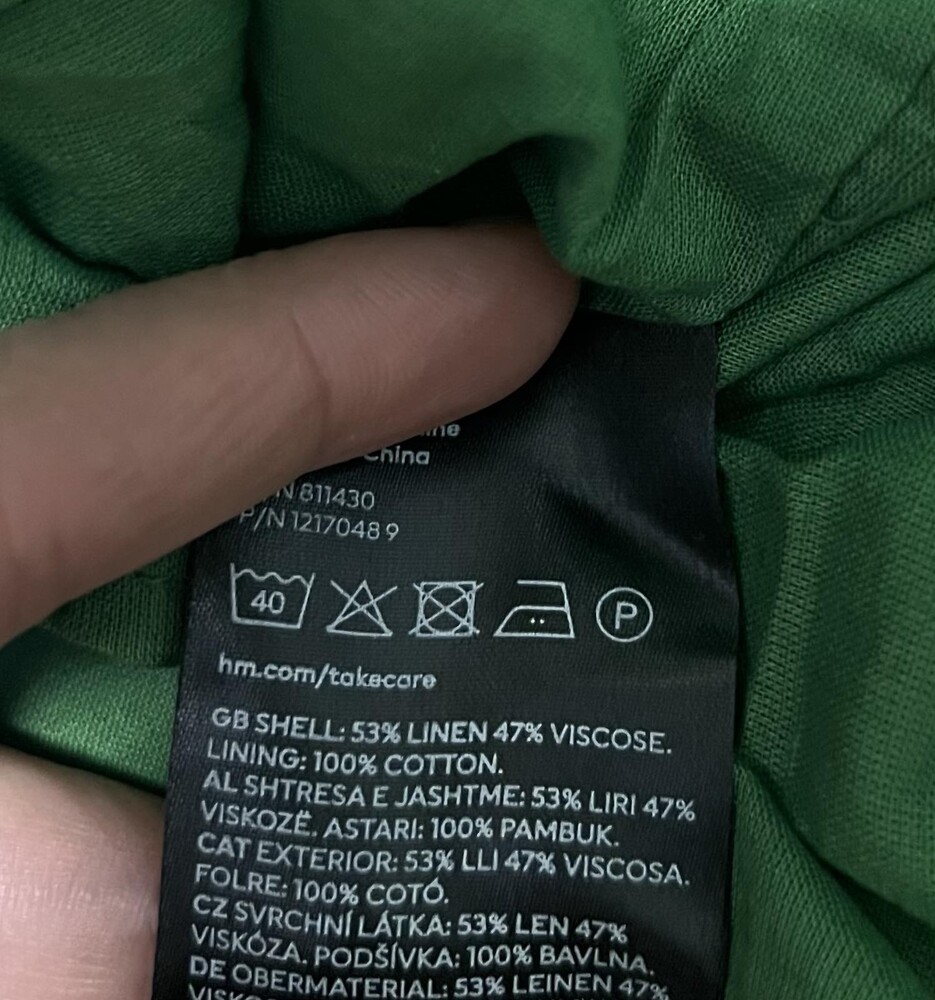 China
811430
P/N 1217048 9
40
P
hm.com/takecare
GB SHELL: 53% LINEN 47% VISCOSE.
LINING: 100% COTTON.
AL SHTRESA E JASHTME: 53% LIRI 47%
VISKOZË. ASTARI: 100% PAMBUK.
CAT EXTERIOR: 53% LLI 47% VISCOSA.
FOLRE: 100% COTÓ.
CZ SVRCHNÍ LÁTKA: 53% LEN 47%
VISKÓZA. PODŠÍVKA: 100% BAVLNA.
DE OBERMATERIAL: 53% LEINEN 47%